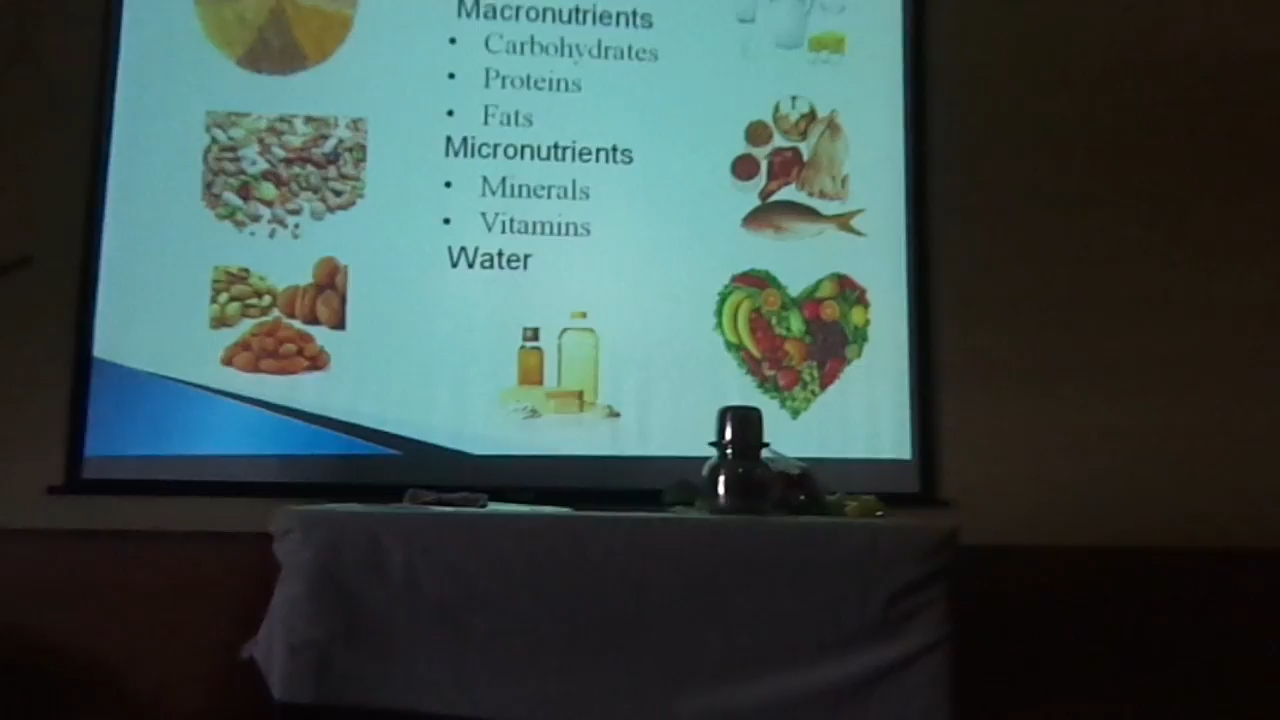 Macronutrients
• Carbohydrates
• Proteins
• Fats
Micronutrients
• Minerals
• Vitamins
Water